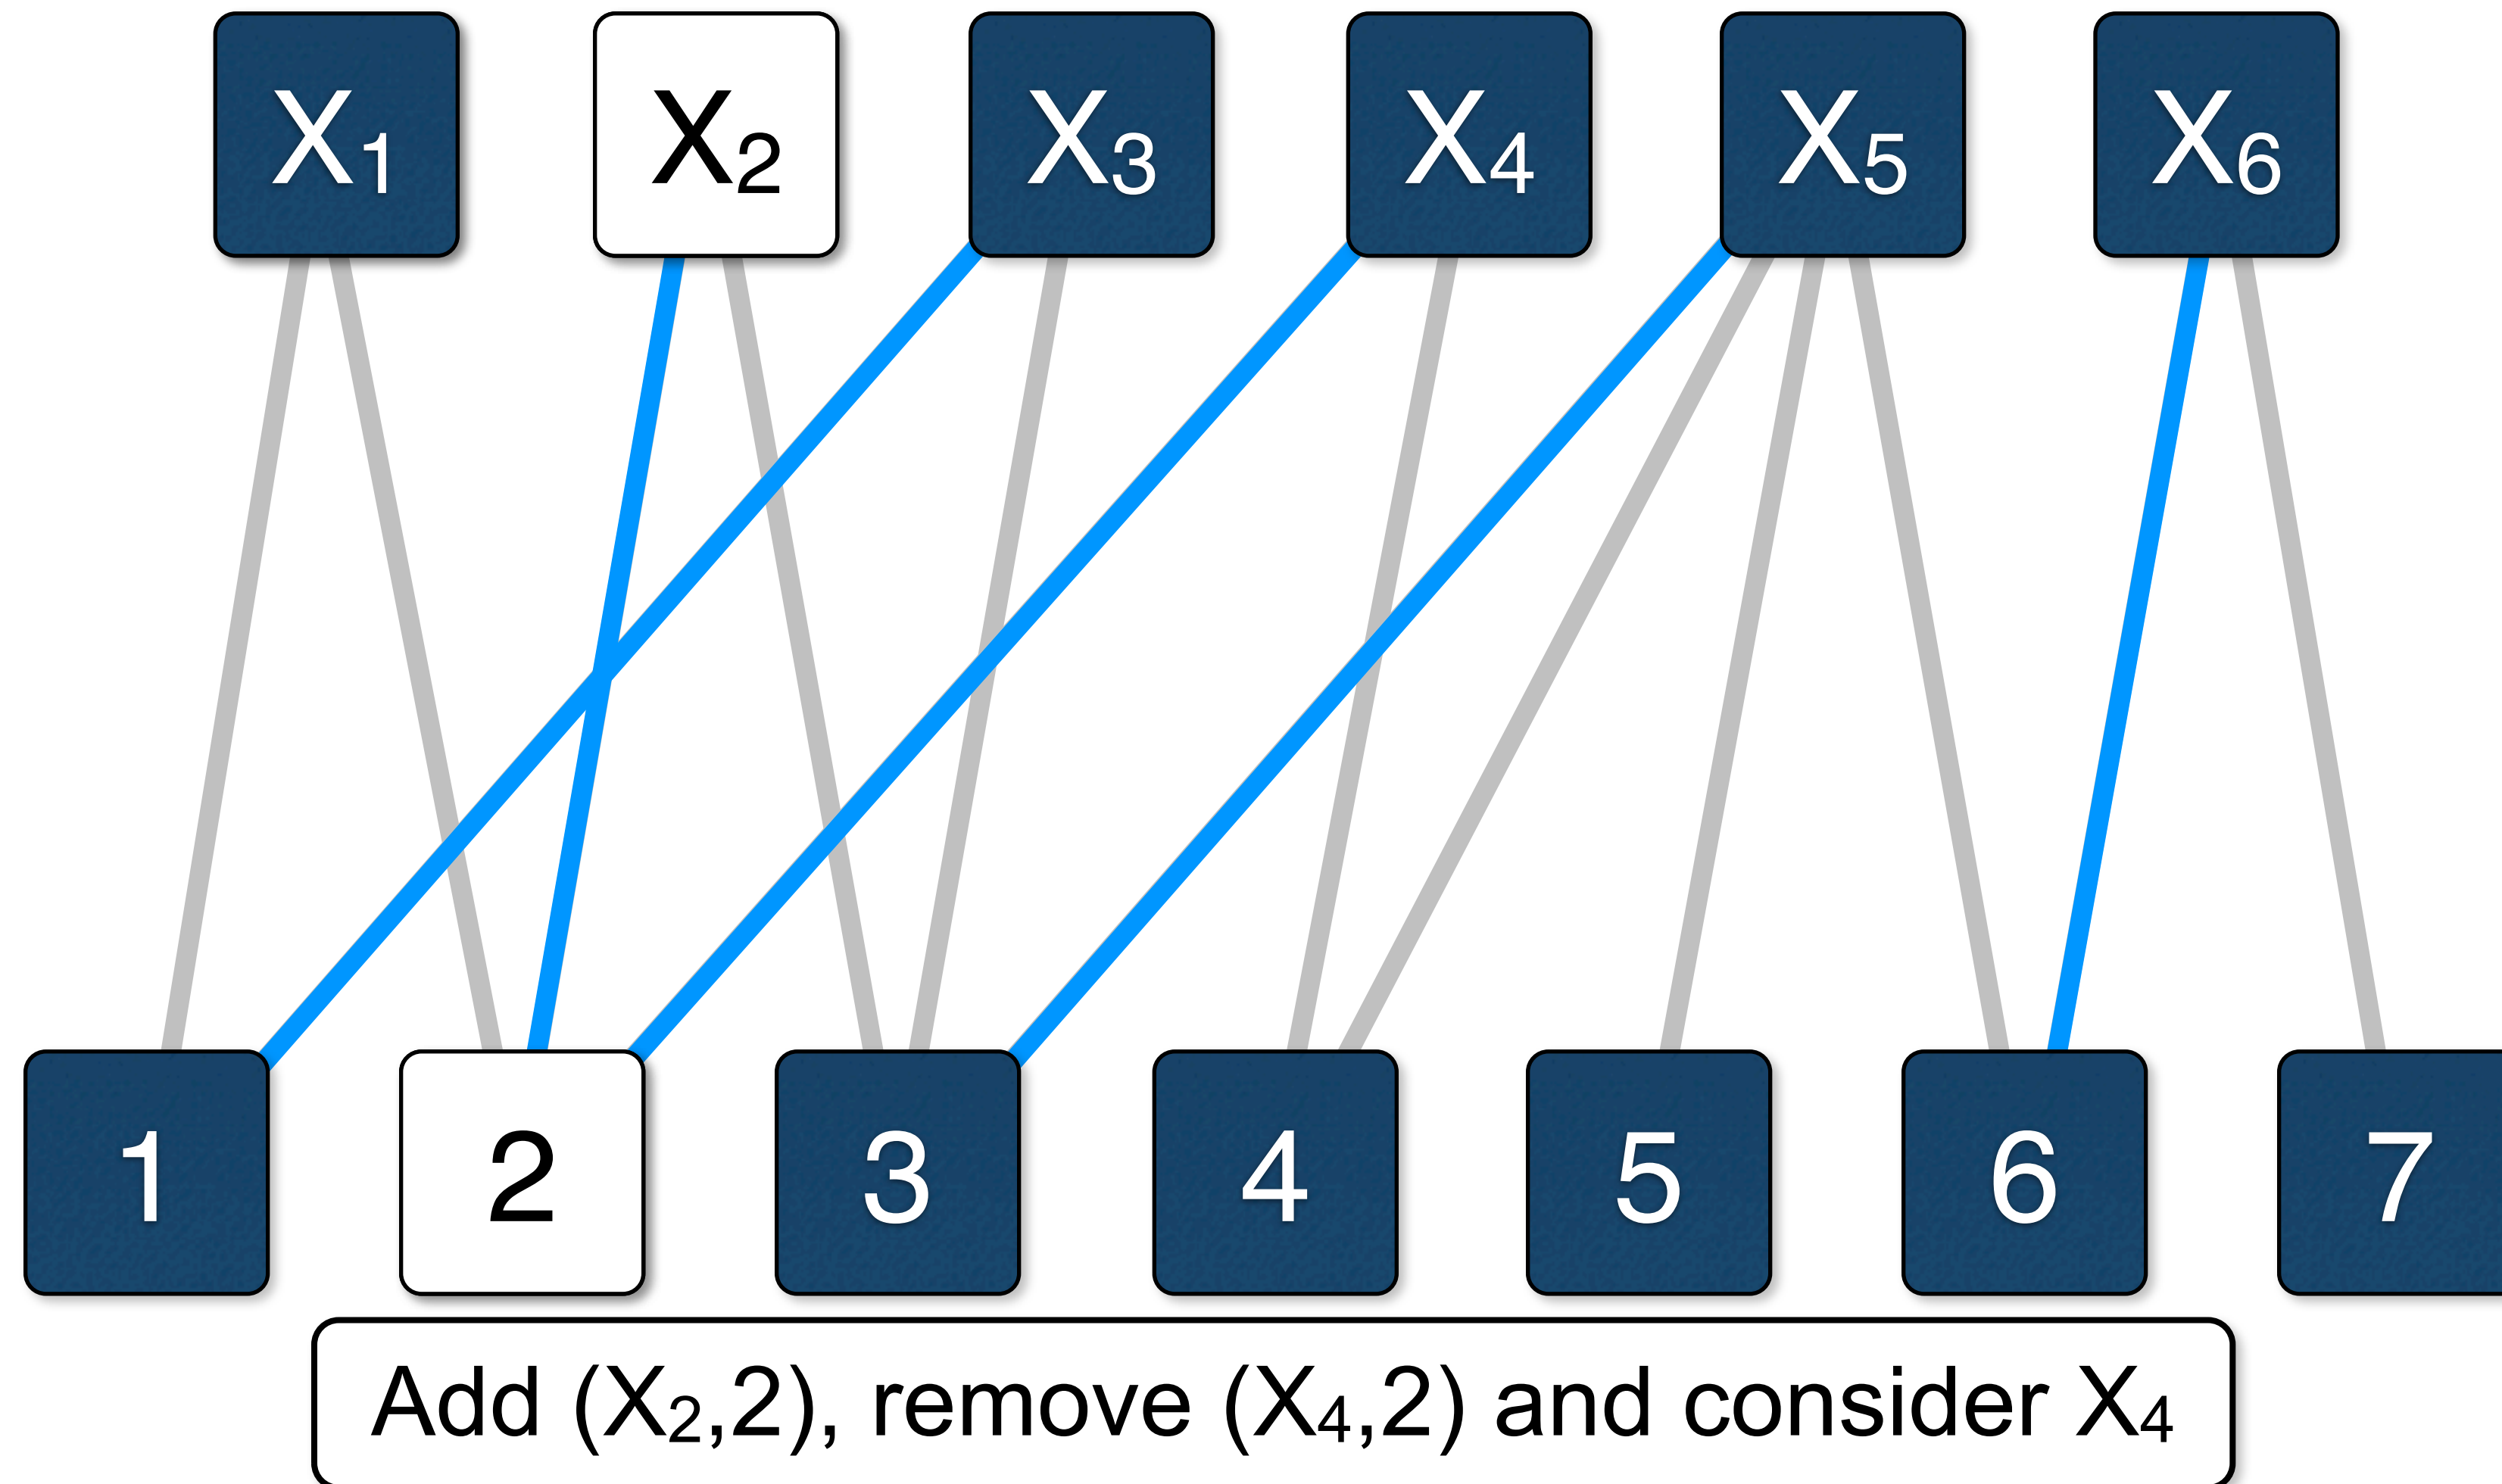 X1 X2 X3 X4 X5 X6
1 2 3 4 5 6 7
Add (X2,2), remove (X4,2) and consider X4